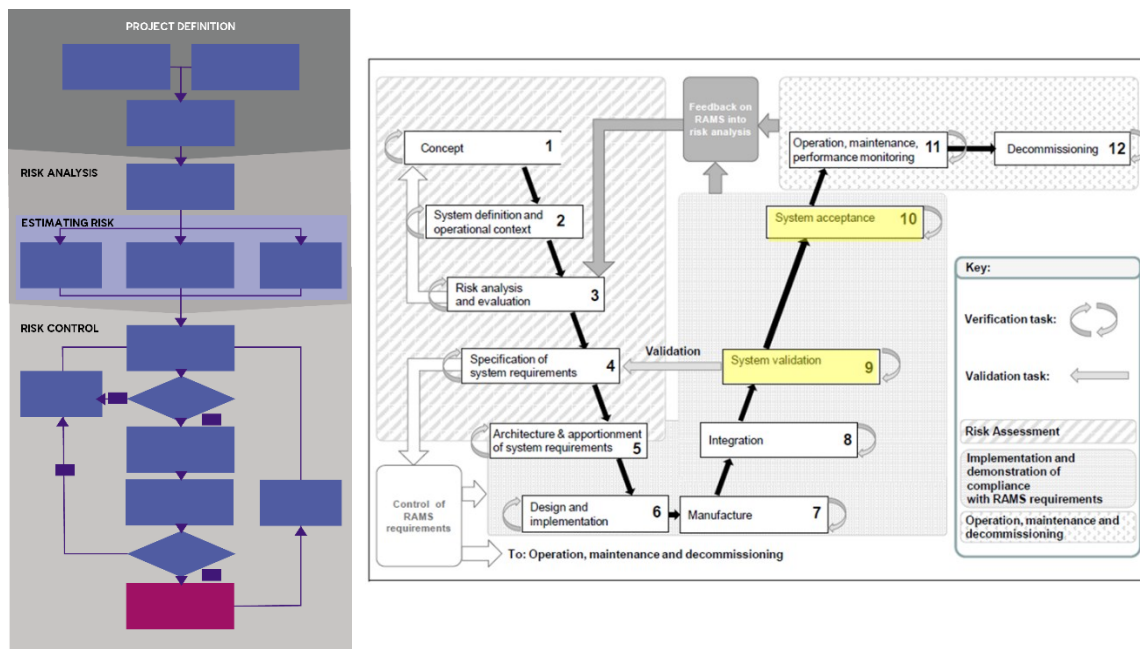 PROJECT DEFINITION
RISK ANALYSIS
ESTIMATING RISK
RISK CONTROL
Concept 1
System definition and
operational context 2
Risk analysis
and evaluation 3
Specification of
system requirements 4
Architecture & apportionment
of system requirements 5
Design and
implementation 6
Manufacture 7
Integration 8
System validation 9
Validation
System acceptance 10
Operation, maintenance,
performance monitoring 11
Decommissioning 12
Feedback on
RAMS into
risk analysis
Control of
RAMS
requirements
To: Operation, maintenance and decommissioning
Key:
Verification task:
Validation task:
Risk Assessment
Implementation and
demonstration of
compliance
with RAMS requirements
Operation, maintenance and
decommissioning